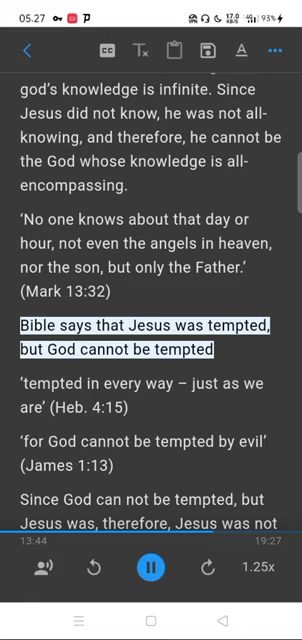 05.27
17.0
KB/S
4G
93%
CC
A
god's knowledge is infinite. Since
Jesus did not know, he was not all-
knowing, and therefore, he cannot be
the God whose knowledge is all-
encompassing.
‘No one knows about that day or
hour, not even the angels in heaven,
nor the son, but only the Father.’
(Mark 13:32)
Bible says that Jesus was tempted,
but God cannot be tempted
’tempted in every way – just as we
are’ (Heb. 4:15)
‘for God cannot be tempted by evil’
(James 1:13)
Since God can not be tempted, but
Jesus was, therefore, Jesus was not
13:44
19:27
1.25x